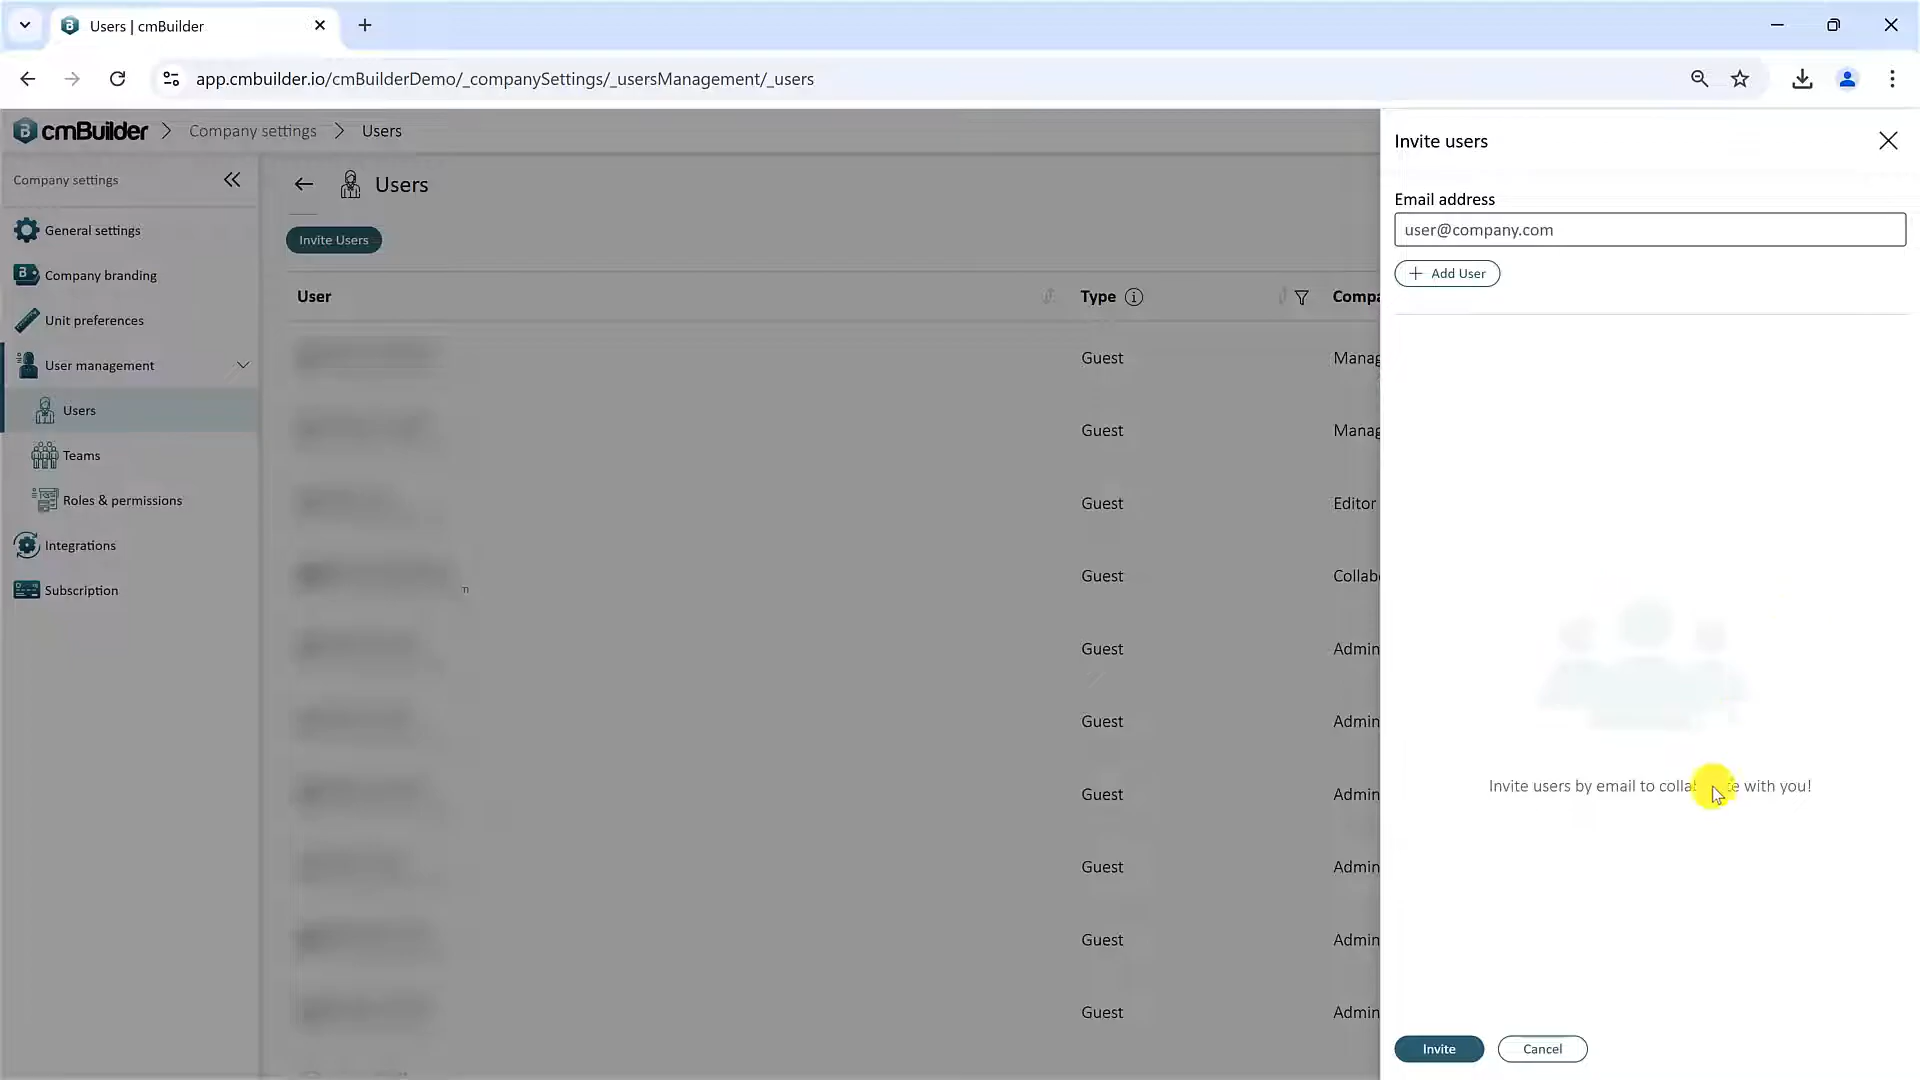 Users | cmBuilder
app.cmbuilder.io/cmBuilderDemo/_companySettings/_usersManagement/_users
cmBuilder > Company settings > Users
Company settings
General settings
Company branding
Unit preferences
User management
Users
Teams
Roles & permissions
Integrations
Subscription
Users
Invite Users
User Type Compa
Guest Manag
Guest Manag
Guest Editor
Guest Collab
Guest Admin
Guest Admin
Guest Admin
Guest Admin
Guest Admin
Guest Admin
Invite users
Email address
user@company.com
+ Add User
Invite users by email to with you!
Invite Cancel